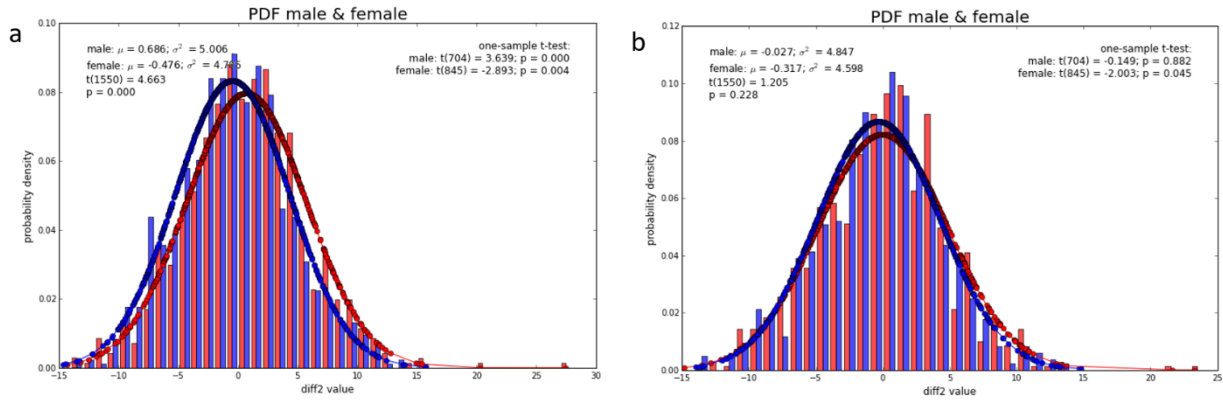 a
PDF male & female
male: μ = 0.686; σ² = 5.006
female: μ = -0.476; σ² =
t(1550) = 4.663
p = 0.000
one-sample t-test:
male: t(704) = 3.639; p = 0.000
female: t(845) = -2.893; p = 0.004
probability density
0.10
0.08
0.06
0.04
0.02
0.00
-15 -10 -5 0 5 10 15 20 25 30
diff2 value
b
PDF male & female
male: μ = -0.027; σ² = 4.847
female: μ = -0.317; σ² = 4.598
t(1550) = 1.205
p = 0.228
one-sample t-test:
male: t(704) = -0.149; p = 0.882
female: t(845) = -2.003; p = 0.045
probability density
0.12
0.10
0.08
0.06
0.04
0.02
0.00
-15 -10 -5 0 5 10 15 20 25
diff2 value